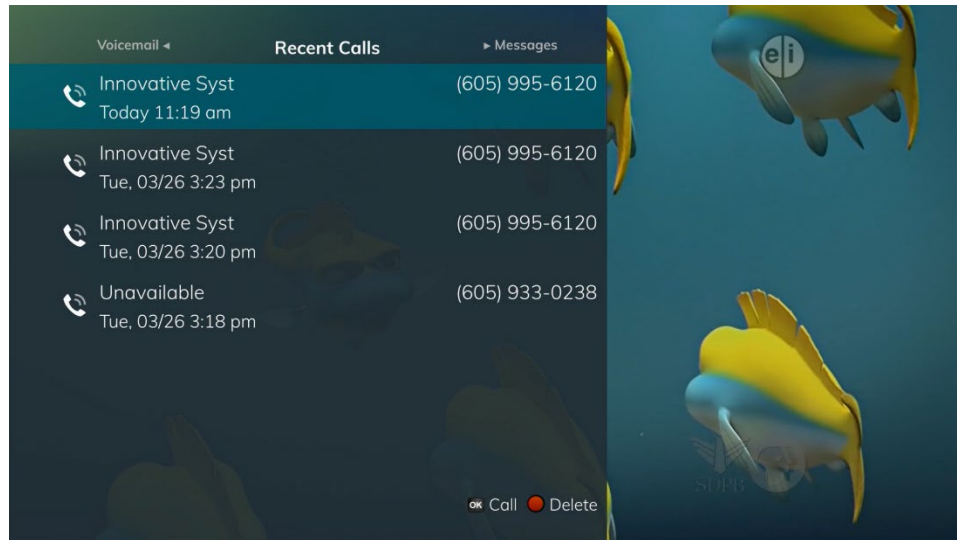 Voicemail ◂ Recent Calls ▸ Messages
Innovative Syst (605) 995-6120
Today 11:19 am
Innovative Syst (605) 995-6120
Tue, 03/26 3:23 pm
Innovative Syst (605) 995-6120
Tue, 03/26 3:20 pm
Unavailable (605) 933-0238
Tue, 03/26 3:18 pm
OK Call Delete
e/i
SDPB